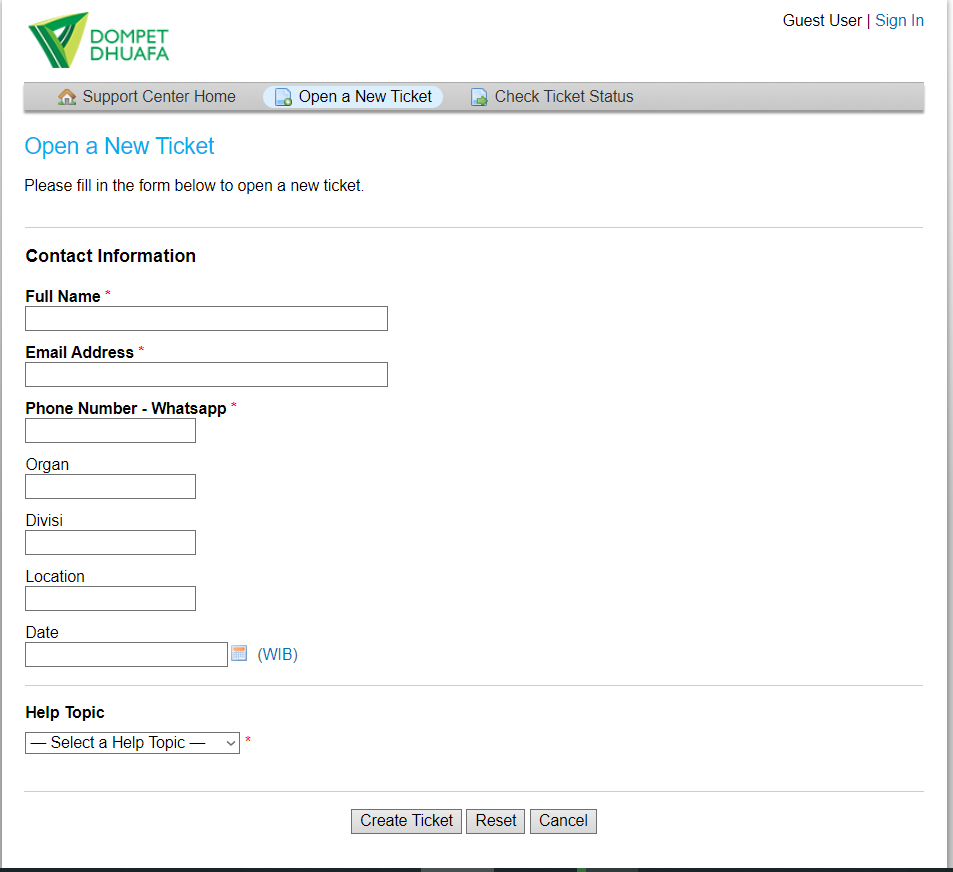 DOMPET
DHUAFA
Guest User | Sign In
Support Center Home Open a New Ticket Check Ticket Status
Open a New Ticket
Please fill in the form below to open a new ticket.
Contact Information
Full Name *
Email Address *
Phone Number - Whatsapp *
Organ
Divisi
Location
Date
(WIB)
Help Topic
— Select a Help Topic — *
Create Ticket Reset Cancel